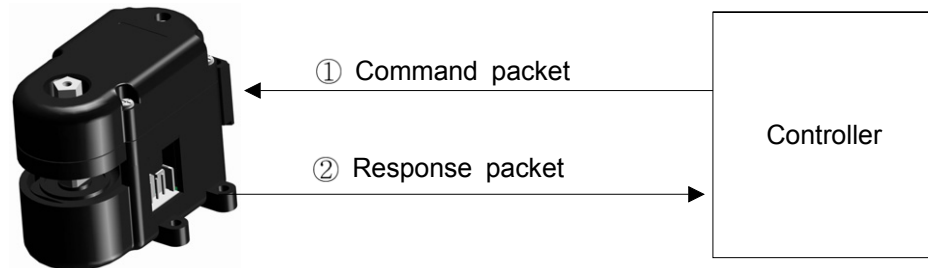 ① Command packet
Controller
② Response packet